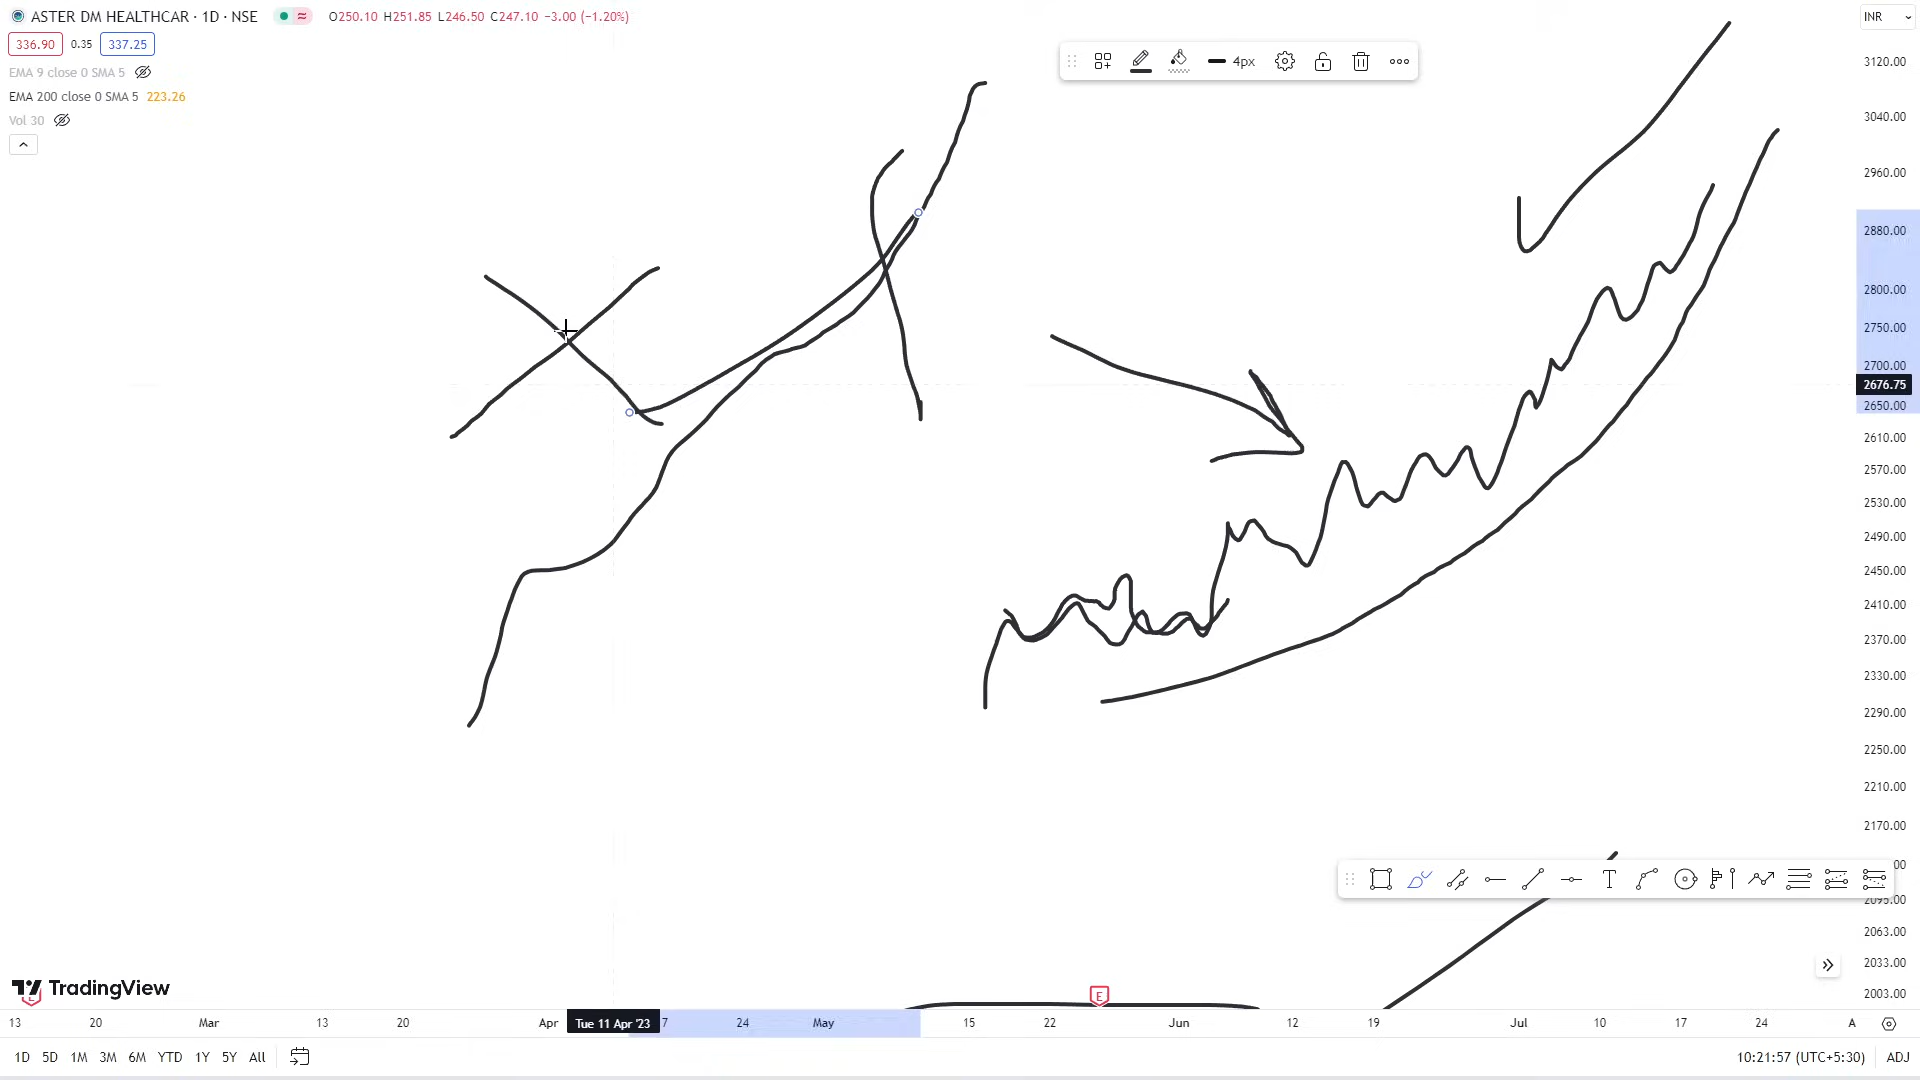 ASTER DM HEALTHCAR · 1D · NSE
O250.10 H251.85 L246.50 C247.10 −3.00 (−1.20%)
INR
336.90 0.35 337.25
4px
EMA 9 close 0 SMA 5
EMA 200 close 0 SMA 5 223.26
Vol 30
3120.00
3040.00
2960.00
2880.00
2800.00
2750.00
2700.00
2676.75
2650.00
2610.00
2570.00
2530.00
2490.00
2450.00
2410.00
2370.00
2330.00
2290.00
2250.00
2210.00
2170.00
00
T
2095.00
2063.00
2033.00
2003.00
TradingView
E
E
13 20 Mar 13 20 Apr Tue 11 Apr '23 7 24 May 15 22 Jun 12 19 Jul 10 17 24 A
1D 5D 1M 3M 6M YTD 1Y 5Y All
10:21:57 (UTC+5:30) ADJ